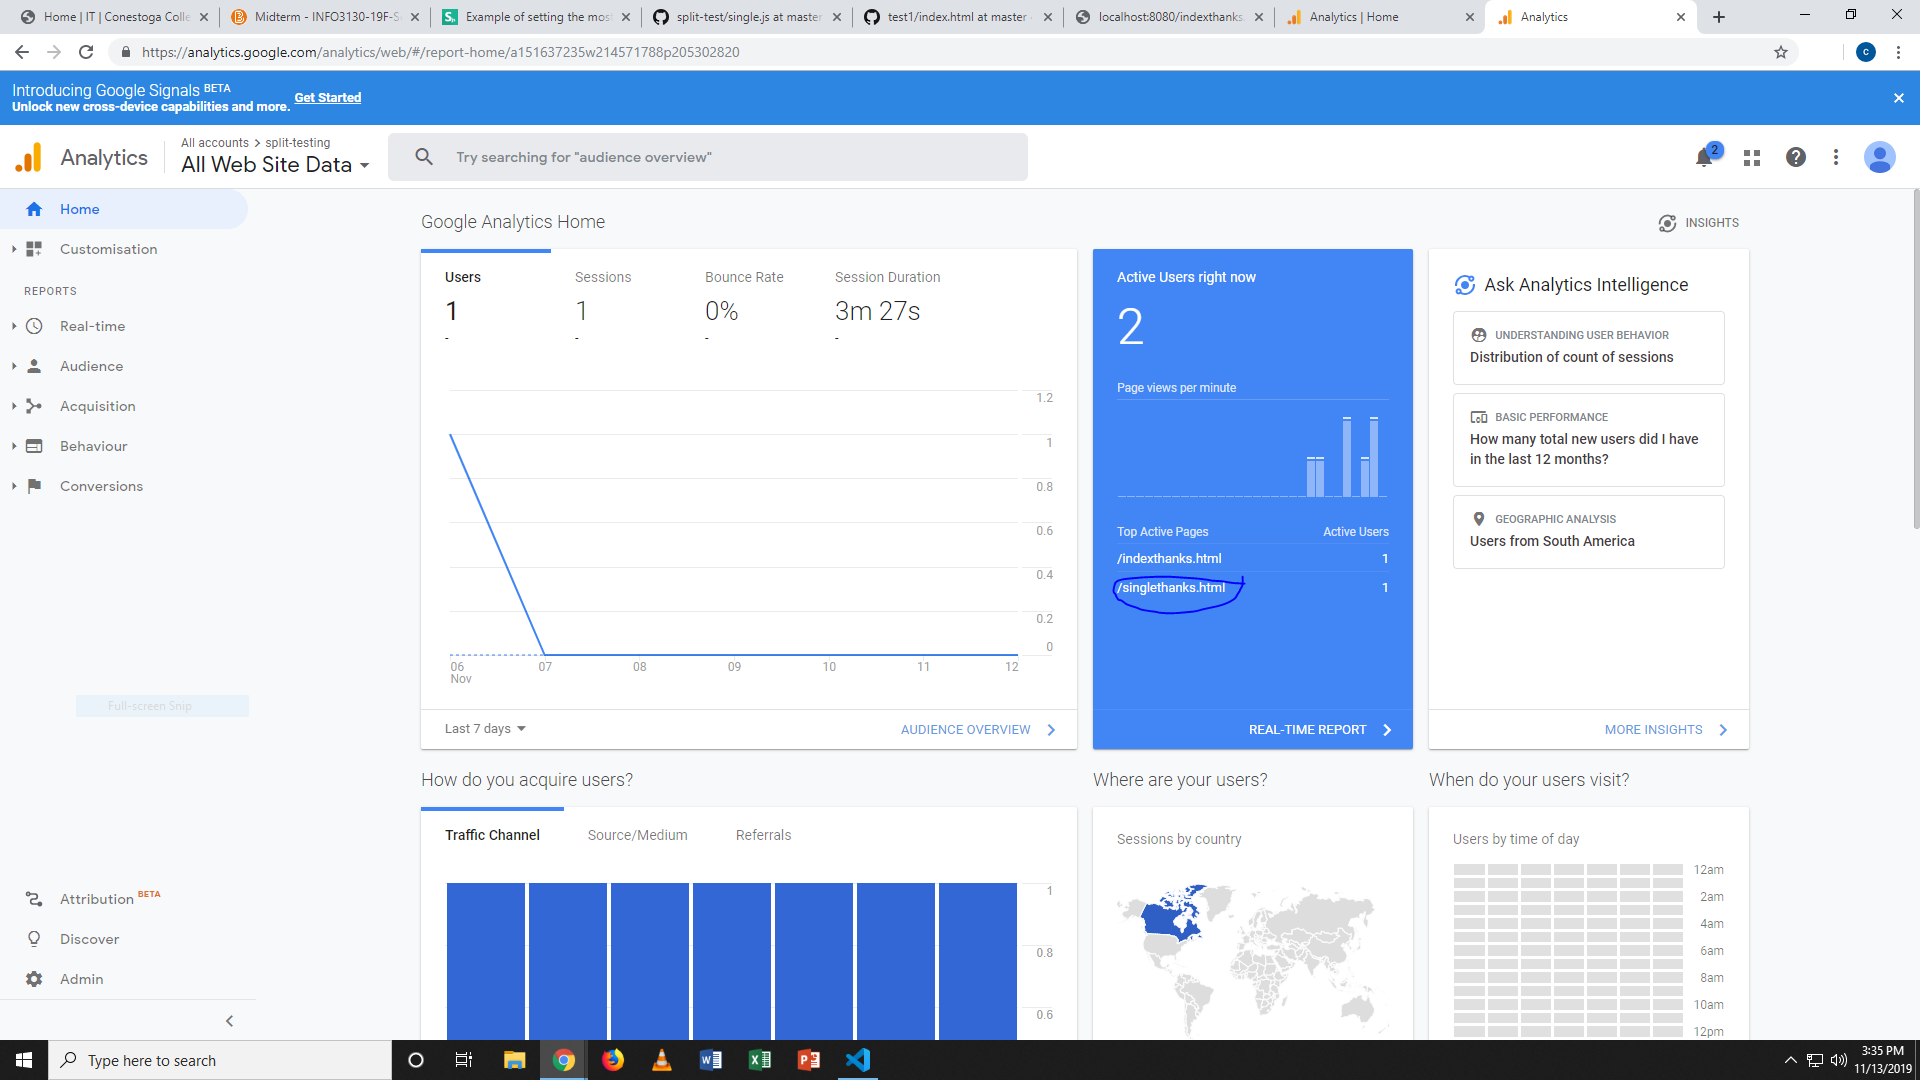 Home | IT | Conestoga Colle
Midterm - INFO3130-19F-S
Example of setting the mos
split-test/single.js at master
test1/index.html at master
localhost:8080/indexthanks
Analytics | Home
Analytics
https://analytics.google.com/analytics/web/#/report-home/a151637235w214571788p205302820
c
Introducing Google Signals BETA
Unlock new cross-device capabilities and more. Get Started
Analytics
All accounts > split-testing
All Web Site Data
Try searching for "audience overview"
2
Home
Customisation
REPORTS
Real-time
Audience
Acquisition
Behaviour
Conversions
Full-screen Snip
Attribution BETA
Discover
Admin
Google Analytics Home
INSIGHTS
Users
1
-
Sessions
1
-
Bounce Rate
0%
-
Session Duration
3m 27s
-
1.2
1
0.8
0.6
0.4
0.2
0
06 07 08 09 10 11 12
Nov
Last 7 days
AUDIENCE OVERVIEW
Active Users right now
2
Page views per minute
Top Active Pages Active Users
/indexthanks.html 1
/singlethanks.html 1
REAL-TIME REPORT
Ask Analytics Intelligence
UNDERSTANDING USER BEHAVIOR
Distribution of count of sessions
BASIC PERFORMANCE
How many total new users did I have
in the last 12 months?
GEOGRAPHIC ANALYSIS
Users from South America
MORE INSIGHTS
How do you acquire users?
Traffic Channel Source/Medium Referrals
1
0.8
0.6
Where are your users?
Sessions by country
When do your users visit?
Users by time of day
12am
2am
4am
6am
8am
10am
12pm
Type here to search
3:35 PM
11/13/2019